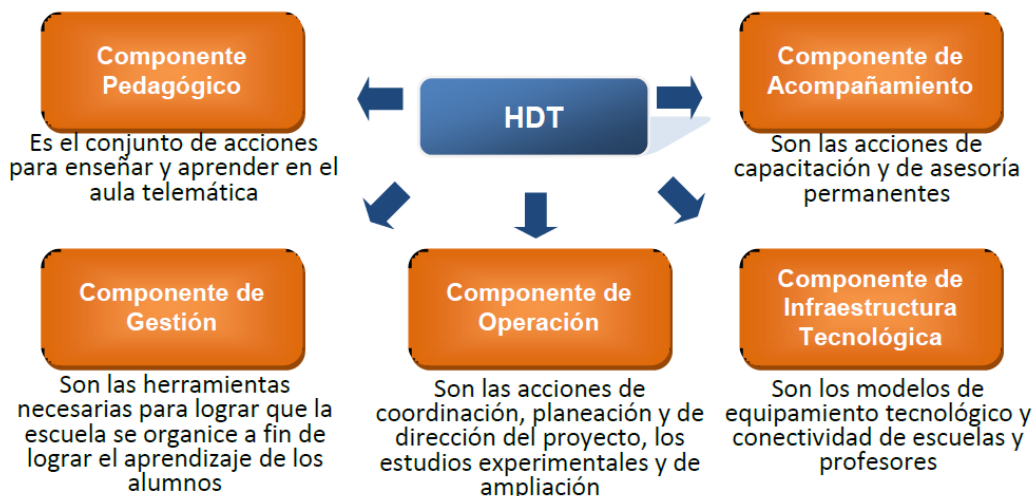 Componente
Pedagógico
Es el conjunto de acciones
para enseñar y aprender en el
aula telemática
HDT
Componente de
Acompañamiento
Son las acciones de
capacitación y de asesoría
permanentes
Componente de
Gestión
Son las herramientas
necesarias para lograr que la
escuela se organice a fin de
lograr el aprendizaje de los
alumnos
Componente de
Operación
Son las acciones de
coordinación, planeación y de
dirección del proyecto, los
estudios experimentales y de
ampliación
Componente de
Infraestructura
Tecnológica
Son los modelos de
equipamiento tecnológico y
conectividad de escuelas y
profesores